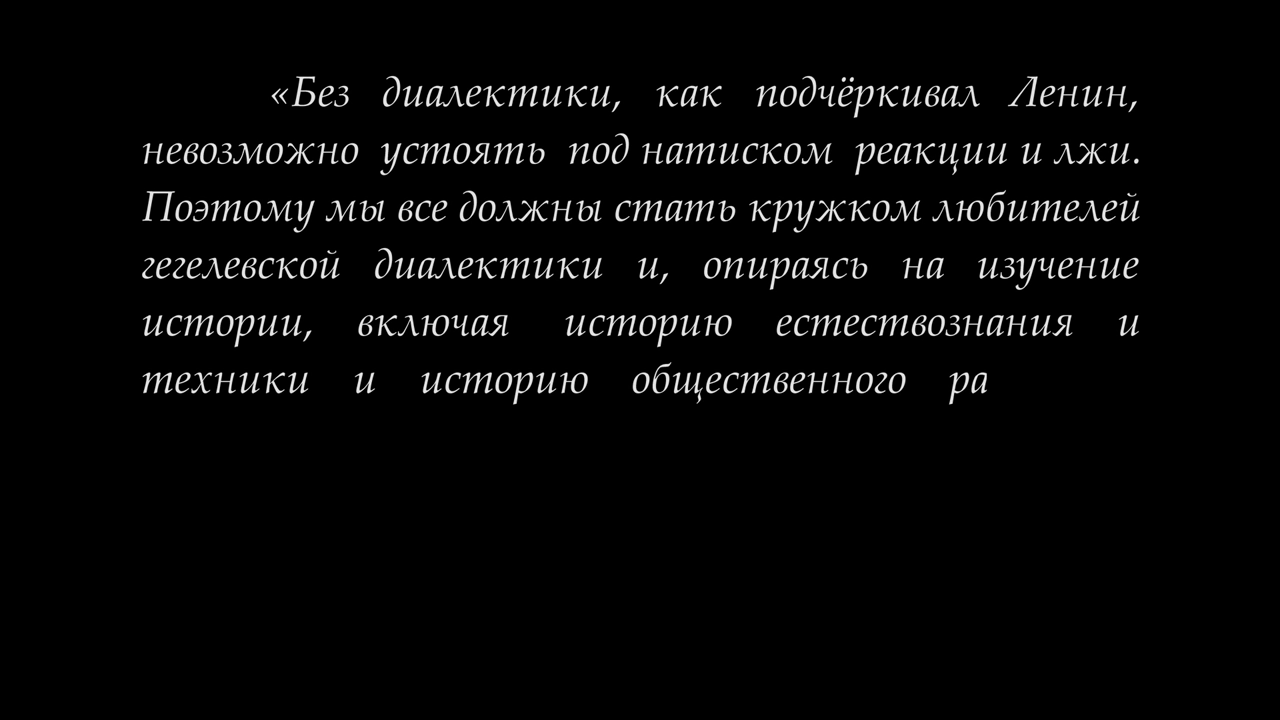 «Без диалектики, как подчёркивал Ленин,
невозможно устоять под натиском реакции и лжи.
Поэтому мы все должны стать кружком любителей
гегелевской диалектики и, опираясь на изучение
истории, включая историю естествознания и
техники и историю общественного ра